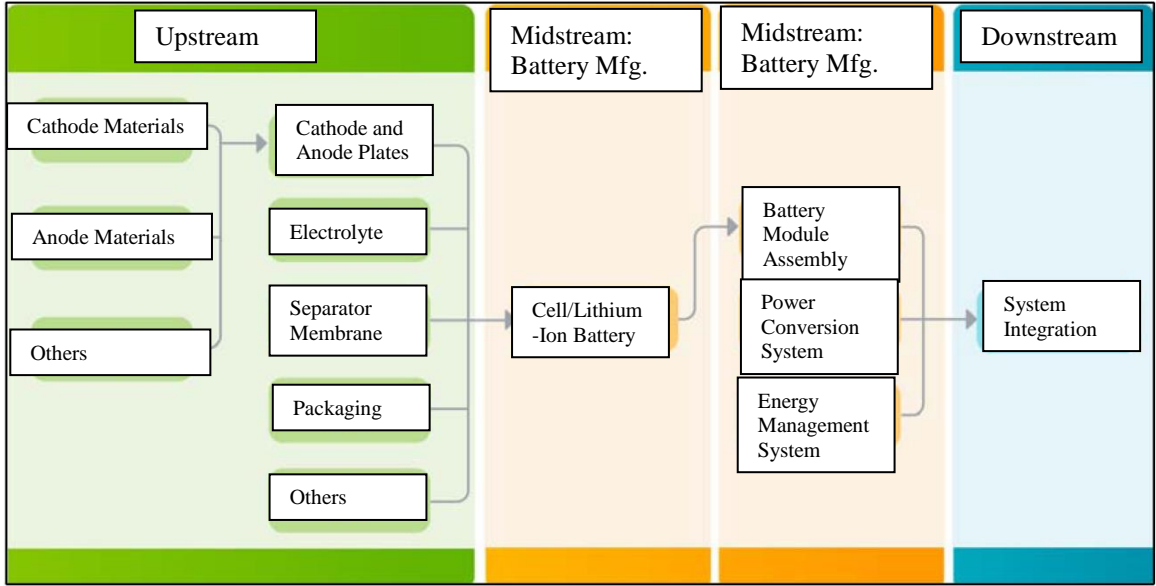 Upstream
Midstream:
Battery Mfg.
Midstream:
Battery Mfg.
Downstream
Cathode Materials
Anode Materials
Others
Cathode and
Anode Plates
Electrolyte
Separator
Membrane
Packaging
Others
Cell/Lithium
-Ion Battery
Battery
Module
Assembly
Power
Conversion
System
Energy
Management
System
System
Integration